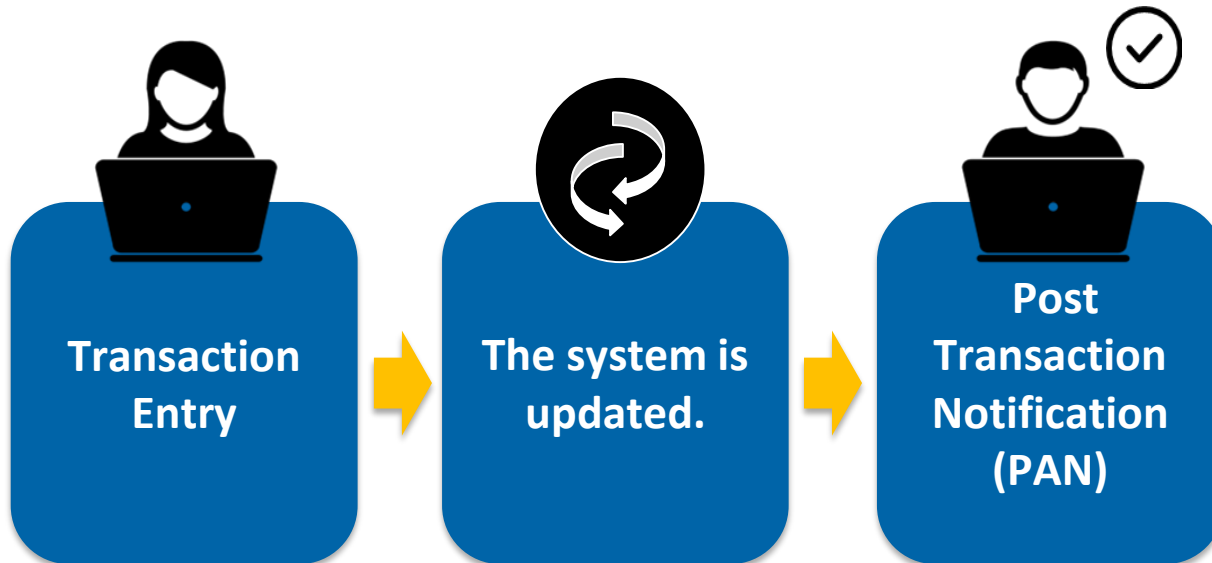 Transaction
Entry
The system is
updated.
Post
Transaction
Notification
(PAN)